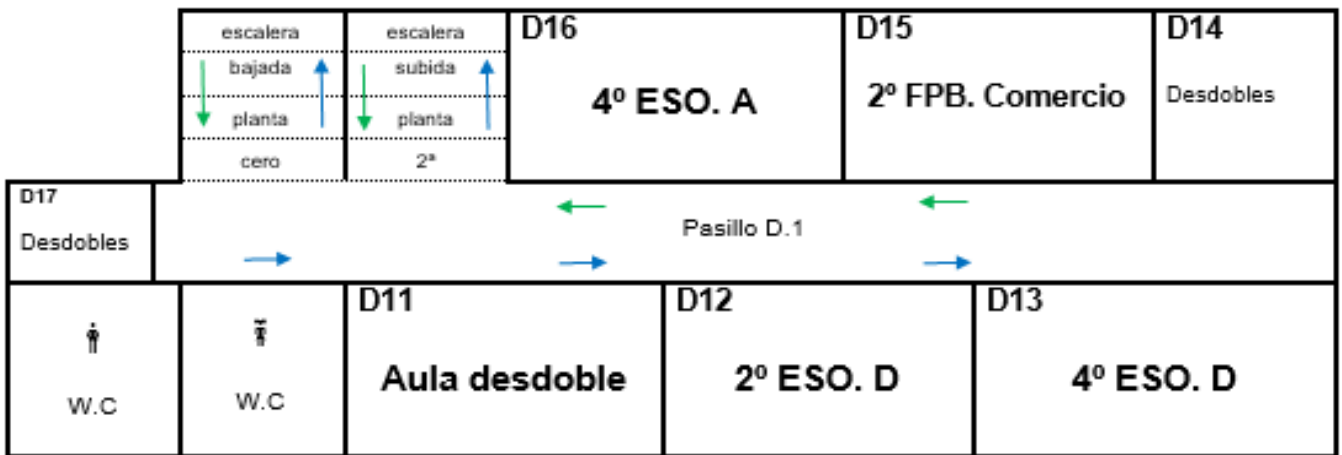 escalera
bajada
planta
cero
escalera
subida
planta
2ª
D16
4º ESO. A
D15
2º FPB. Comercio
D14
Desdobles
D17
Desdobles
Pasillo D.1
W.C
W.C
D11
Aula desdoble
D12
2º ESO. D
D13
4º ESO. D